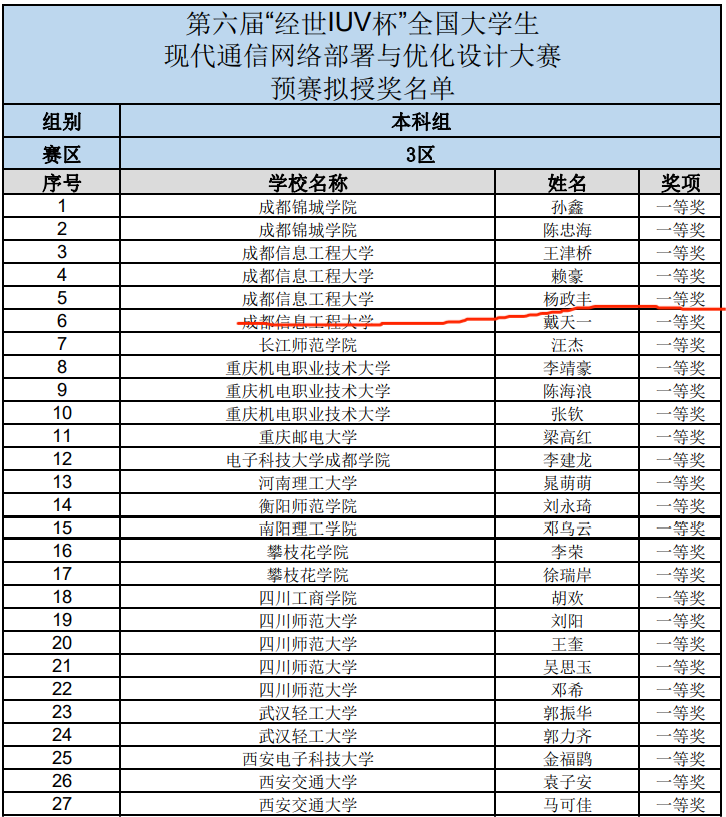 第六届“经世IUV杯”全国大学生
现代通信网络部署与优化设计大赛
预赛拟授奖名单
组别 本科组
赛区 3区
序号 学校名称 姓名 奖项
1 成都锦城学院 孙鑫 一等奖
2 成都锦城学院 陈忠海 一等奖
3 成都信息工程大学 王津桥 一等奖
4 成都信息工程大学 赖豪 一等奖
5 成都信息工程大学 杨政丰 一等奖
6 成都信息工程大学 戴天一 一等奖
7 长江师范学院 汪杰 一等奖
8 重庆机电职业技术大学 李靖豪 一等奖
9 重庆机电职业技术大学 陈海浪 一等奖
10 重庆机电职业技术大学 张钦 一等奖
11 重庆邮电大学 梁高红 一等奖
12 电子科技大学成都学院 李建龙 一等奖
13 河南理工大学 晁萌萌 一等奖
14 衡阳师范学院 刘永琦 一等奖
15 南阳理工学院 邓鸟云 一等奖
16 攀枝花学院 李荣 一等奖
17 攀枝花学院 徐瑞岸 一等奖
18 四川工商学院 胡欢 一等奖
19 四川师范大学 刘阳 一等奖
20 四川师范大学 王奎 一等奖
21 四川师范大学 吴思玉 一等奖
22 四川师范大学 邓希 一等奖
23 武汉轻工大学 郭振华 一等奖
24 武汉轻工大学 郭力齐 一等奖
25 西安电子科技大学 金福鹍 一等奖
26 西安交通大学 袁子安 一等奖
27 西安交通大学 马可佳 一等奖